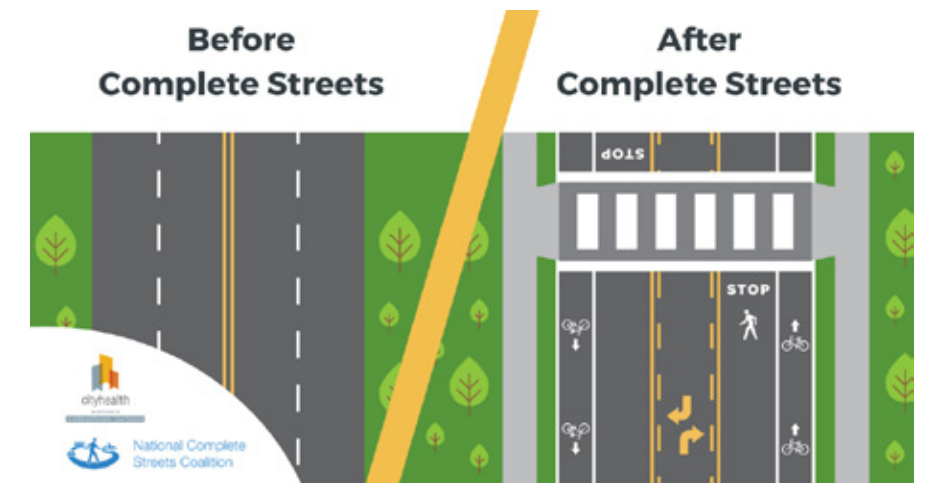 Before
Complete Streets
After
Complete Streets
STOP
STOP
cityhealth
National Complete
Streets Coalition